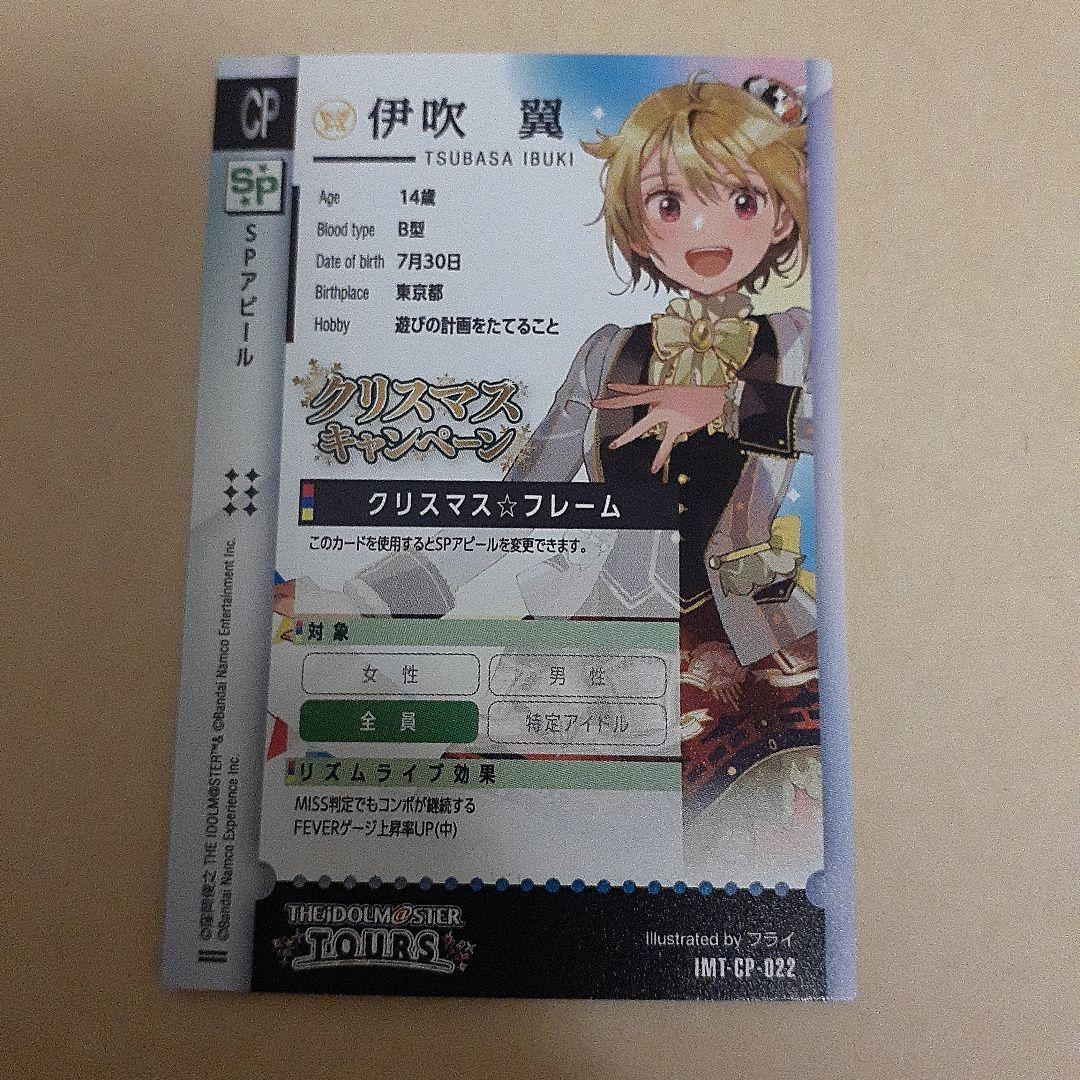 CP
SP
SPアピール
伊吹 翼
TSUBASA IBUKI
Age 14歳
Blood type B型
Date of birth 7月30日
Birthplace 東京都
Hobby 遊びの計画をたてること
クリスマス
キャンペーン
クリスマス☆フレーム
このカードを使用するとSPアピールを変更できます。
対象
女性 男性
全員 特定アイドル
リズムライブ効果
MISS判定でもコンボが継続する
FEVERゲージ上昇率UP(中)
THE IDOLM@STER
TOURS
Illustrated by フライ
IMT-CP-022
©窪岡俊之 THE IDOLM@STER™& ©Bandai Namco Entertainment Inc.
©Bandai Namco Experience Inc.